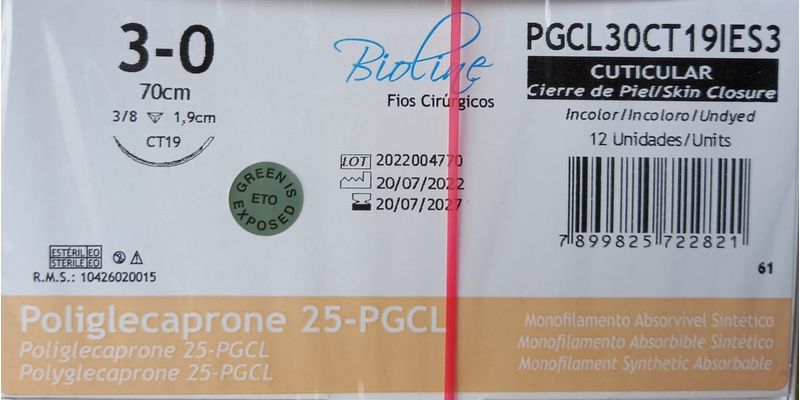 3-0
70cm
3/8 1,9cm
CT19
Bioline
Fios Cirúrgicos
PGCL30CT19IES3
CUTICULAR
Cierre de Piel/Skin Closure
Incolor/Incoloro/Undyed
12 Unidades/Units
LOT 2022004770
20/07/2022
20/07/2027
GREEN IS
ETO
EXPOSED
7 899825 722821
61
ESTÉRIL EO
STERILE EO
R.M.S.: 10426020015
Poliglecaprone 25-PGCL
Poliglecaprone 25-PGCL
Polyglecaprone 25-PGCL
Monofilamento Absorvível Sintético
Monofilamento Absorbible Sintético
Monofilament Synthetic Absorbable